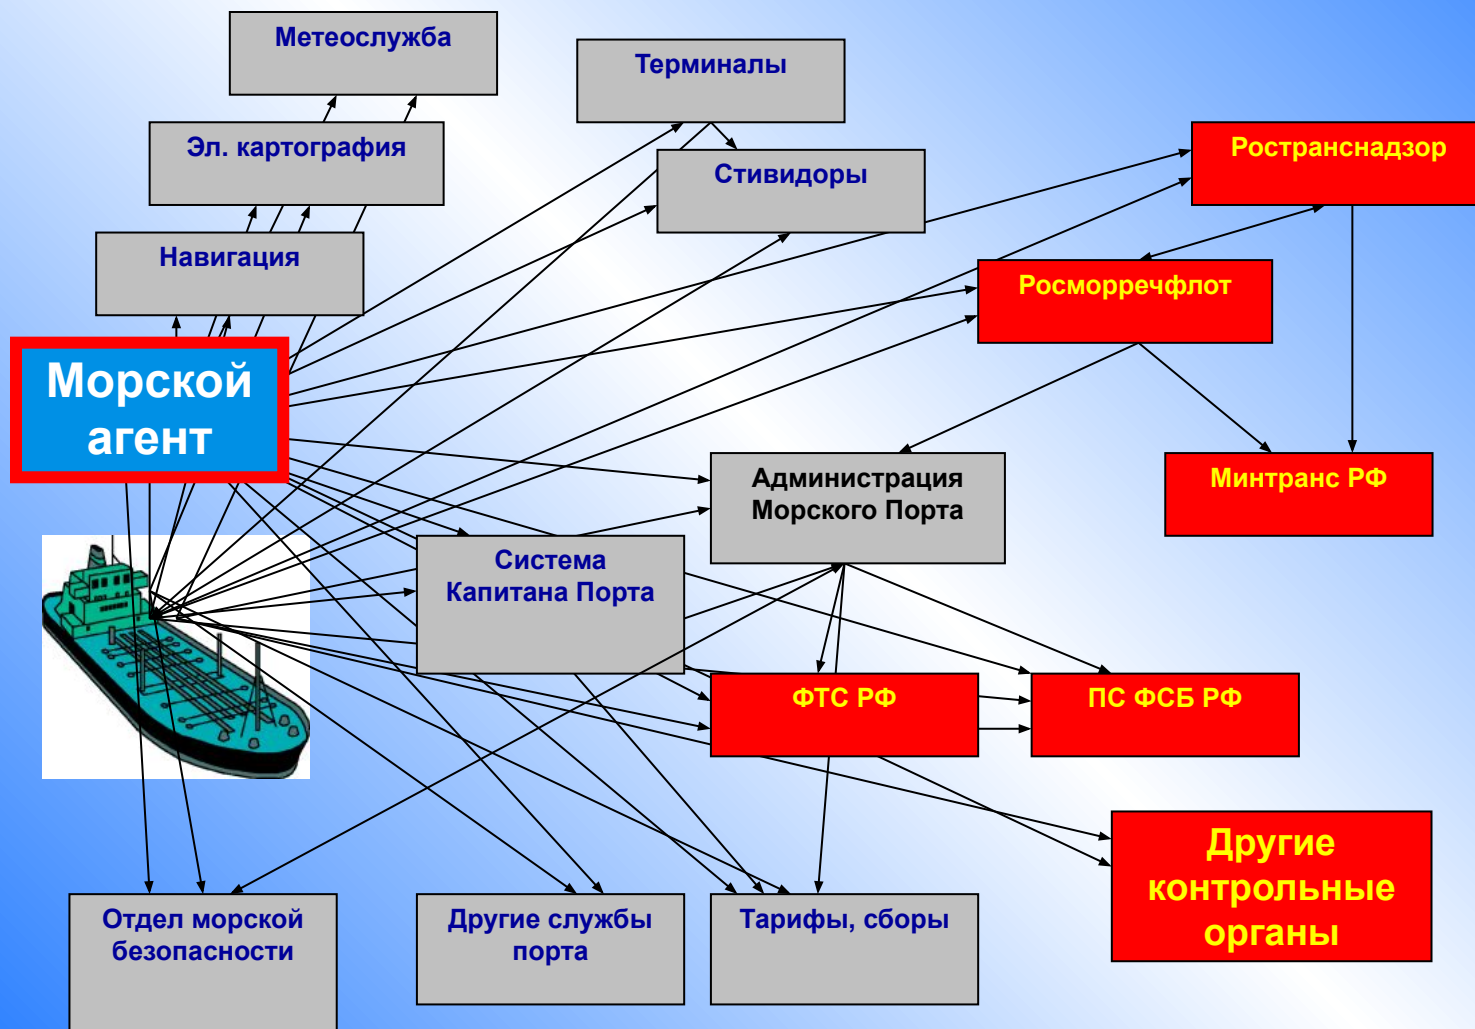 Метеослужба
Терминалы
Эл. картография
Стивидоры
Ространснадзор
Навигация
Росморречфлот
Морской
агент
Администрация
Морского Порта
Минтранс РФ
Система
Капитана Порта
ФТС РФ
ПС ФСБ РФ
Другие
контрольные
органы
Отдел морской
безопасности
Другие службы
порта
Тарифы, сборы